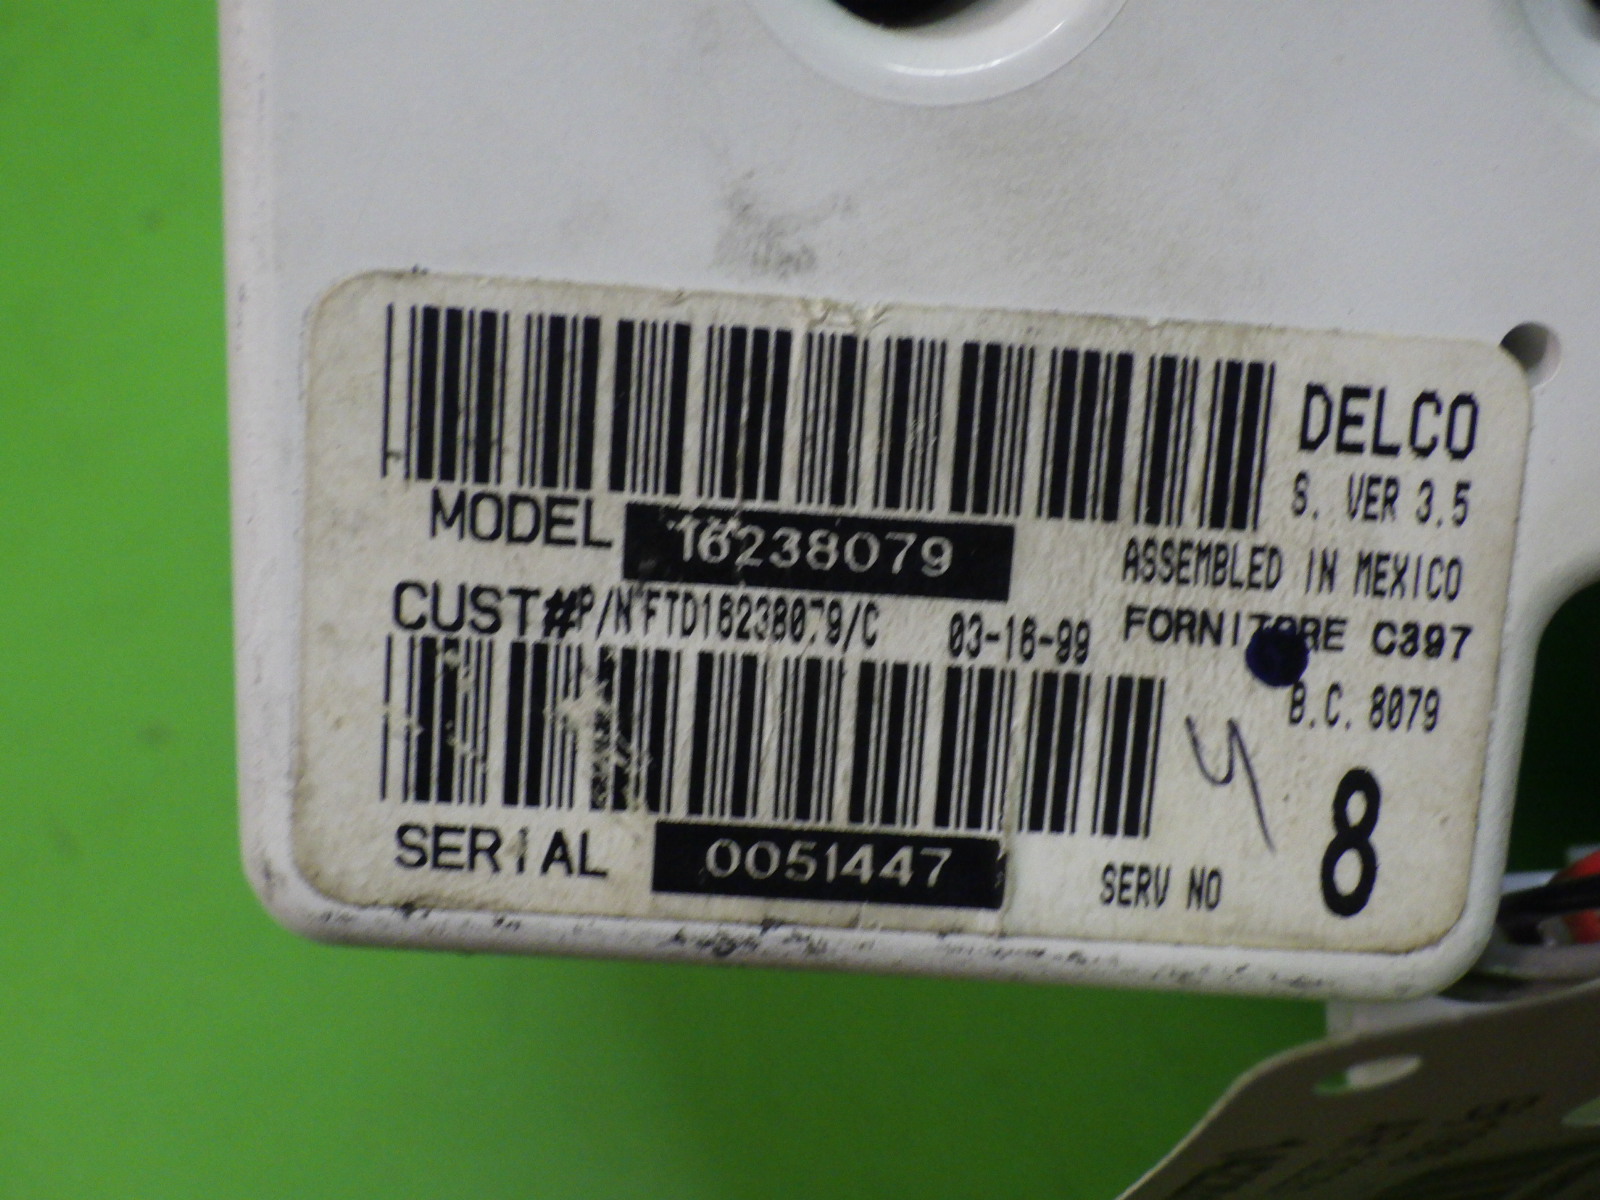 DELCO
S. VER 3.5
MODEL 16238079
ASSEMBLED IN MEXICO
CUST# P/N FTD16238079/C 03-16-99
FORNITORE C397
B.C. 8079
8
SERIAL 0051447
SERV NO